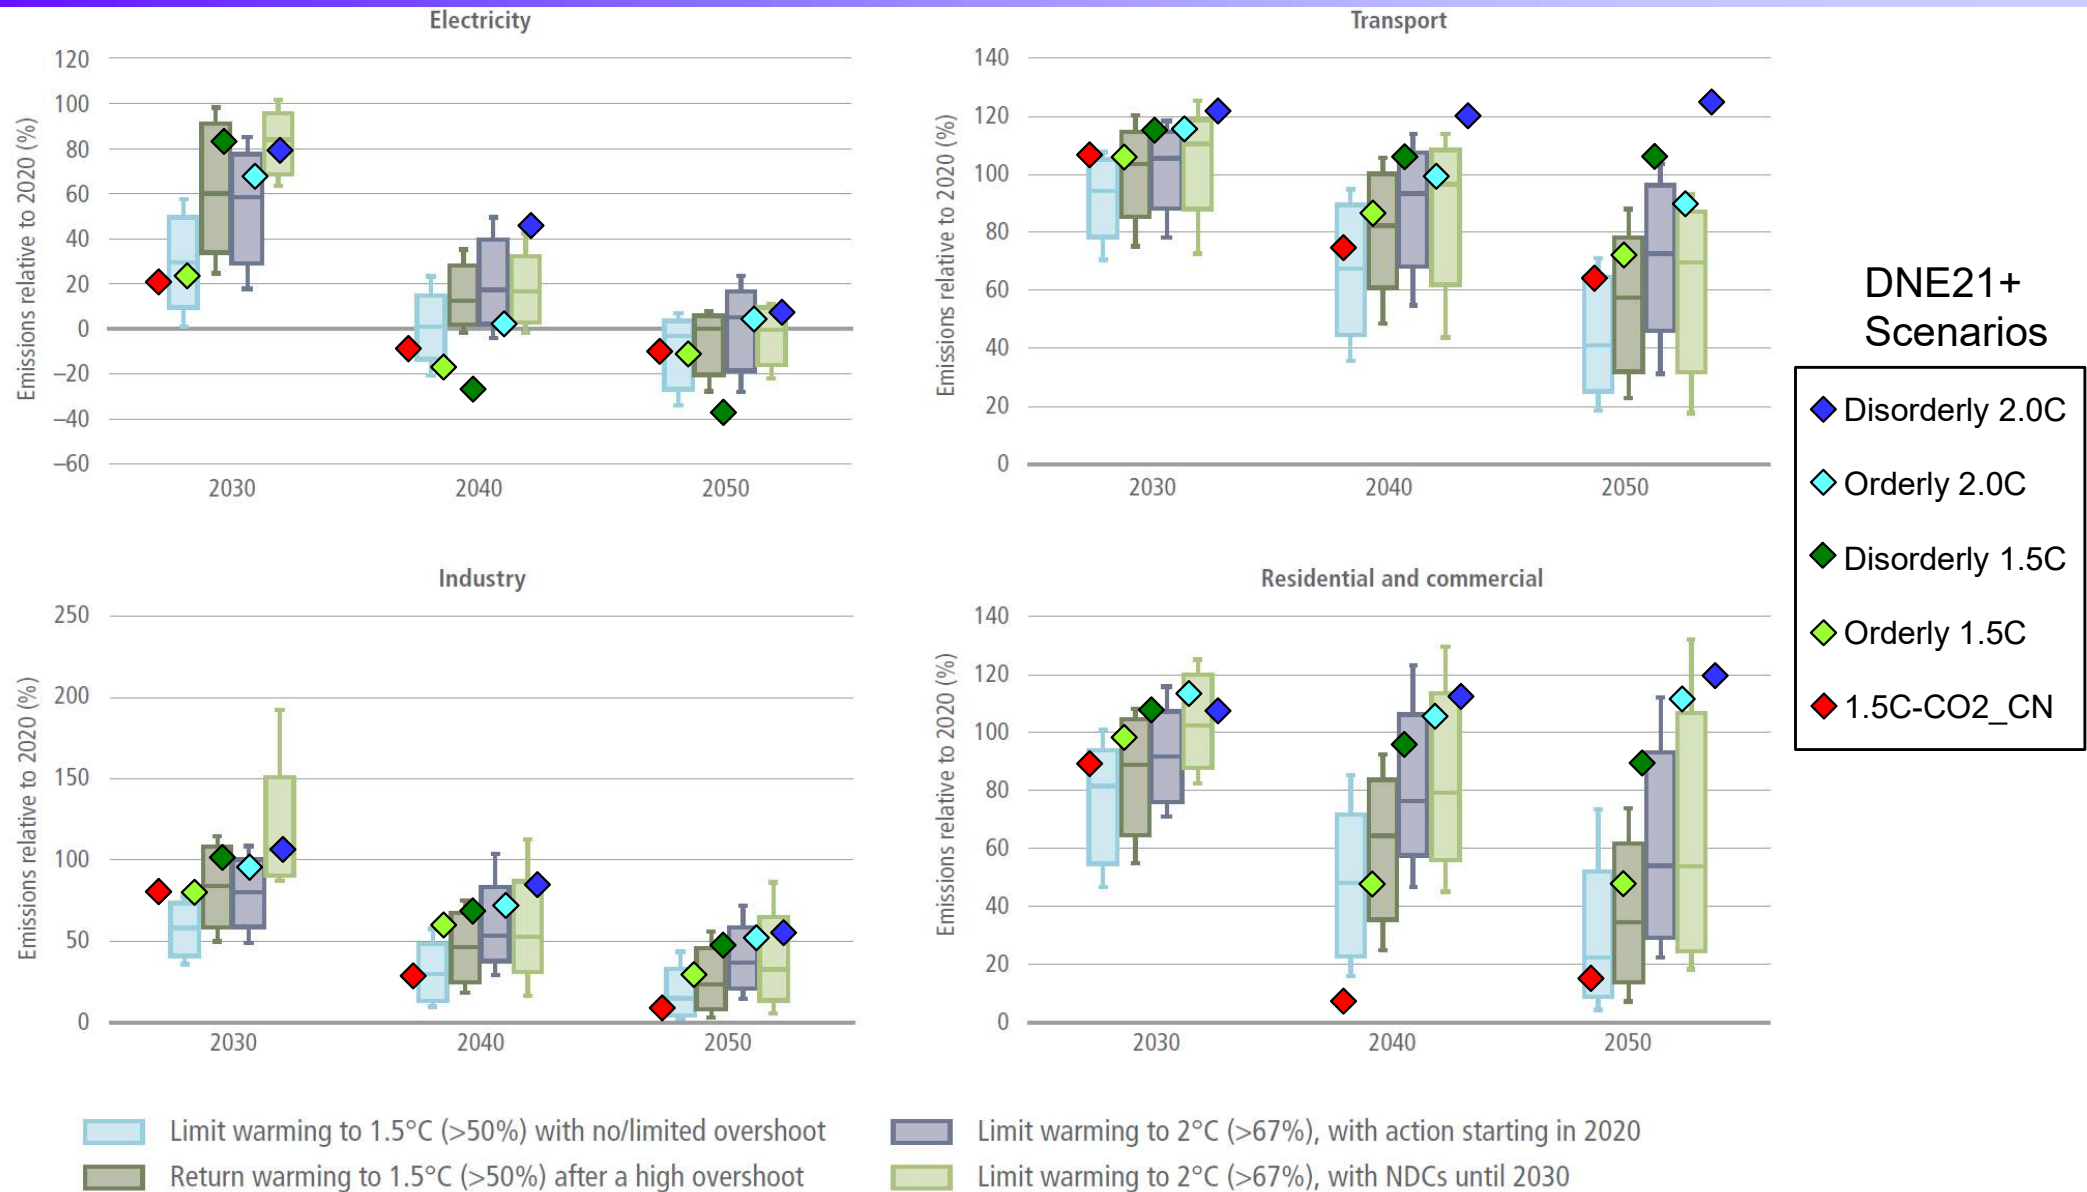 Electricity
Emissions relative to 2020 (%)
120
100
80
60
40
20
0
–20
–40
–60
2030
2040
2050
Transport
Emissions relative to 2020 (%)
140
120
100
80
60
40
20
0
2030
2040
2050
Industry
Emissions relative to 2020 (%)
250
200
150
100
50
0
2030
2040
2050
Residential and commercial
Emissions relative to 2020 (%)
140
120
100
80
60
40
20
0
2030
2040
2050
DNE21+
Scenarios
Disorderly 2.0C
Orderly 2.0C
Disorderly 1.5C
Orderly 1.5C
1.5C-CO2_CN
Limit warming to 1.5°C (>50%) with no/limited overshoot
Return warming to 1.5°C (>50%) after a high overshoot
Limit warming to 2°C (>67%), with action starting in 2020
Limit warming to 2°C (>67%), with NDCs until 2030